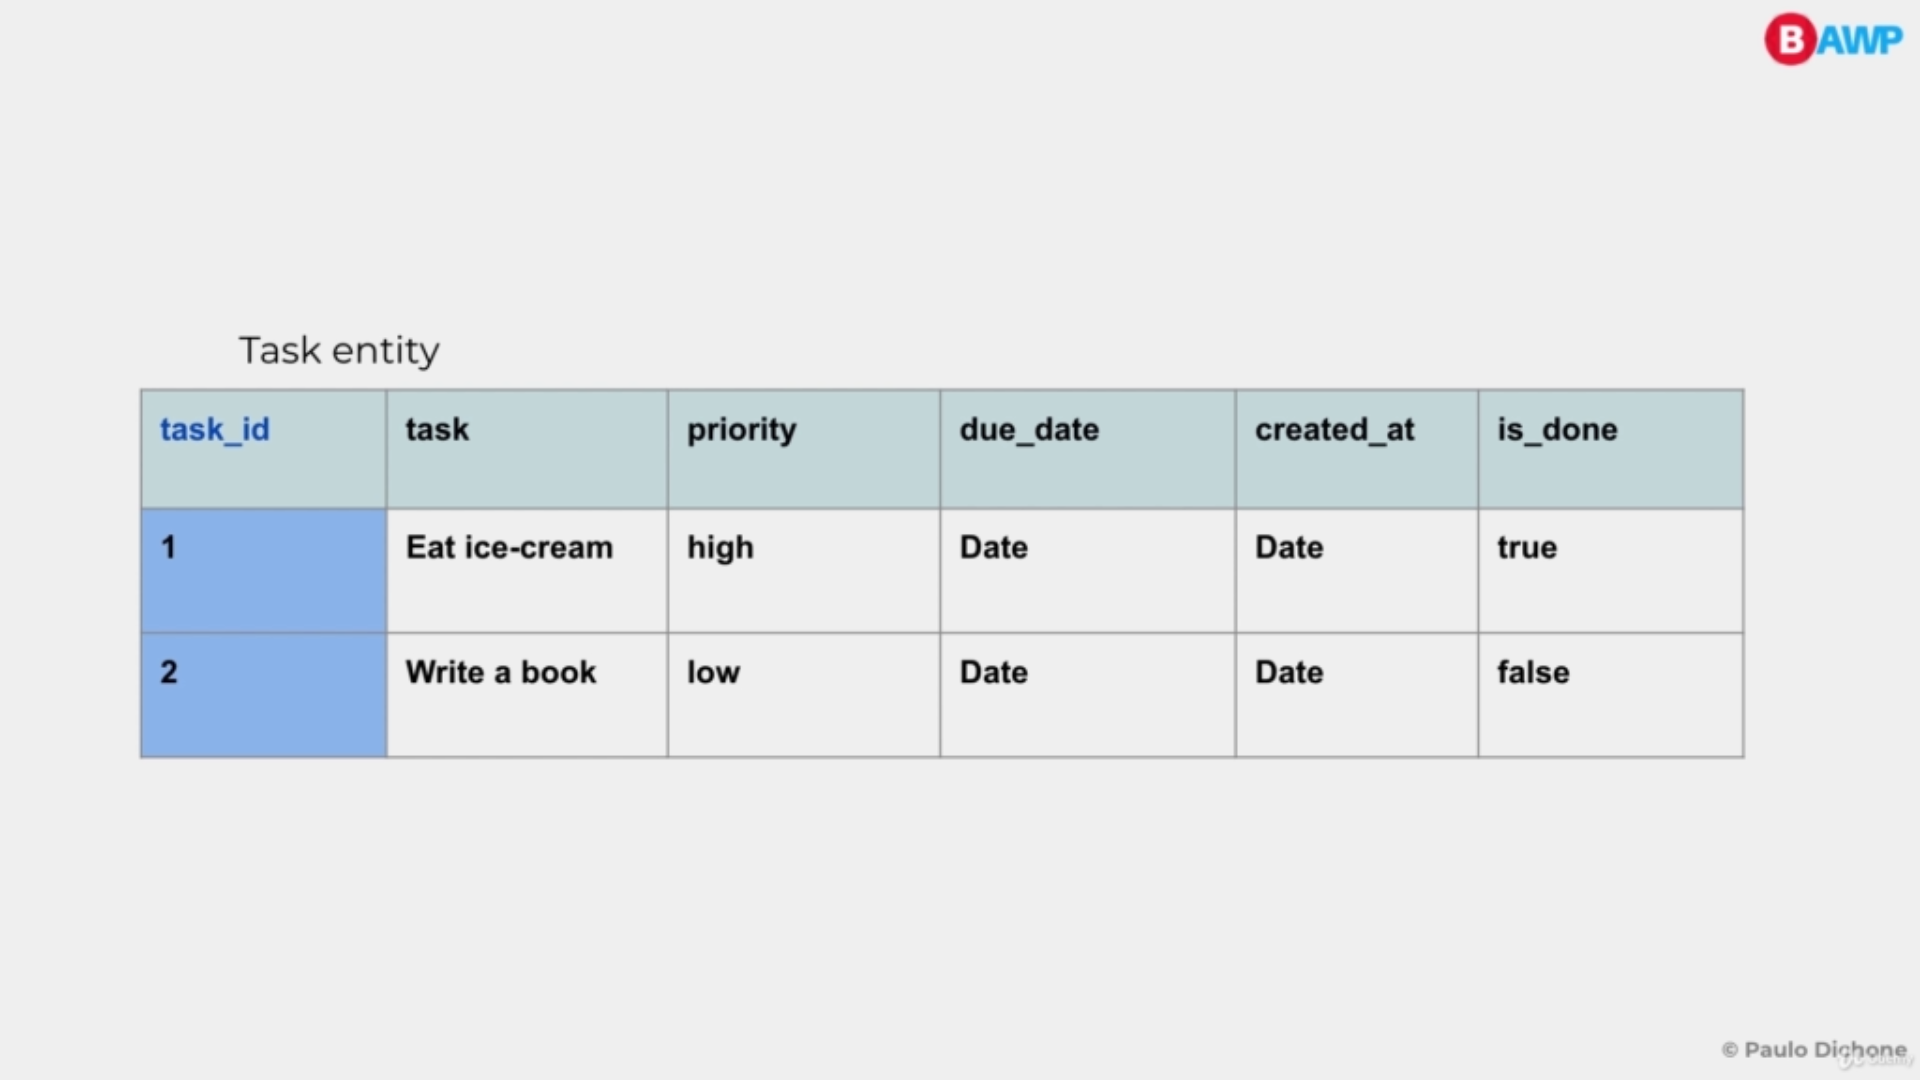 BAWP
Task entity
task_id task priority due_date created_at is_done
1 Eat ice-cream high Date Date true
2 Write a book low Date Date false
© Paulo Dichone
Udemy